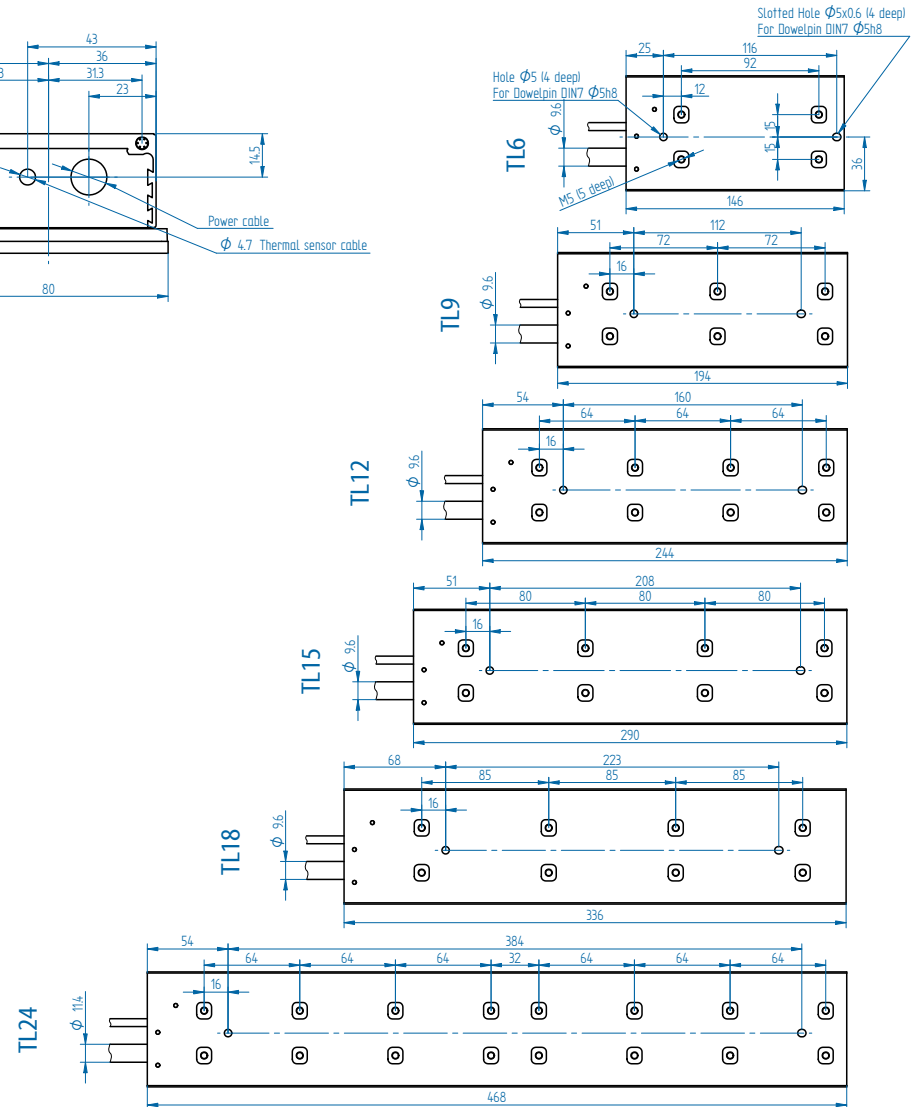 43
36
8
31.3
23
14.5
Power cable
Φ 4.7 Thermal sensor cable
80
Slotted Hole Φ5x0.6 (4 deep)
For Dowelpin DIN7 Φ5h8
25
116
92
Hole Φ5 (4 deep)
For Dowelpin DIN7 Φ5h8
12
Φ 9.6
15
15
36
TL6
M5 (5 deep)
146
51
112
72
72
16
Φ 9.6
TL9
194
54
160
64
64
64
16
Φ 9.6
TL12
244
51
208
80
80
80
16
Φ 9.6
TL15
290
68
223
85
85
85
16
Φ 9.6
TL18
336
54
384
64
64
64
32
64
64
64
16
Φ 11.4
TL24
468